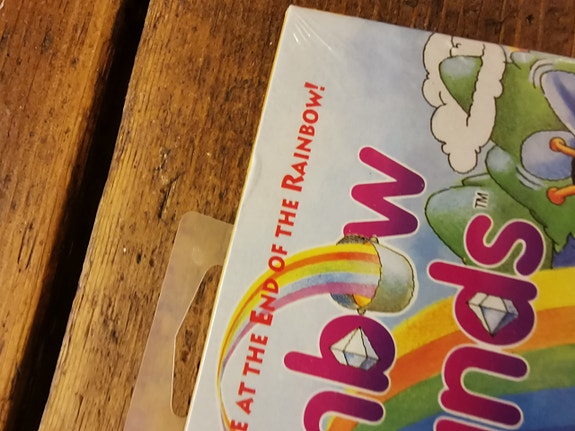 E AT THE END OF THE RAINBOW!
nbow
nds™